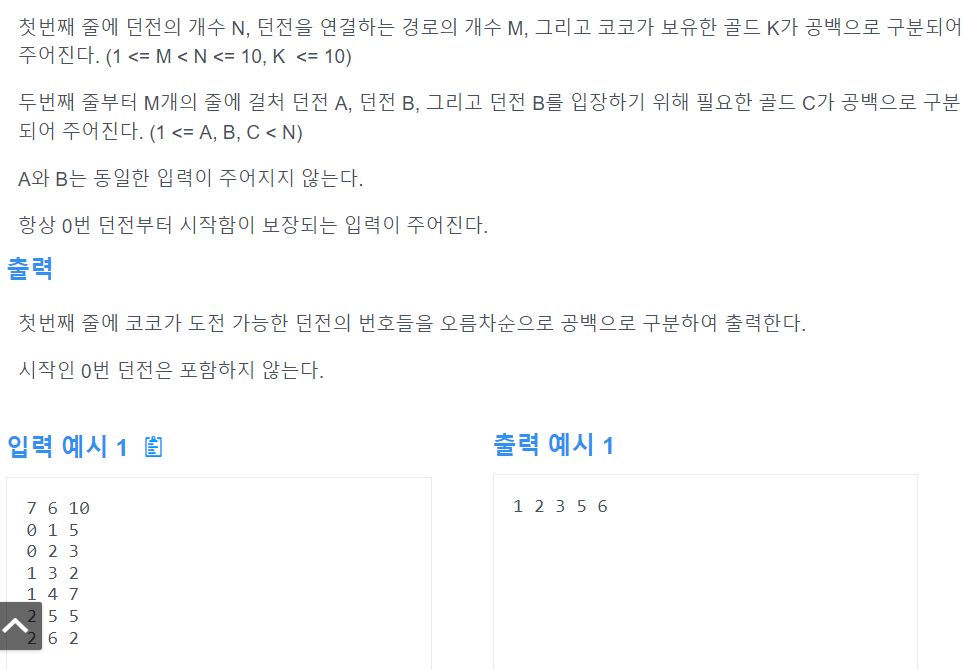 첫번째 줄에 던전의 개수 N, 던전을 연결하는 경로의 개수 M, 그리고 코코가 보유한 골드 K가 공백으로 구분되어
주어진다. (1 <= M < N <= 10, K <= 10)
두번째 줄부터 M개의 줄에 걸처 던전 A, 던전 B, 그리고 던전 B를 입장하기 위해 필요한 골드 C가 공백으로 구분
되어 주어진다. (1 <= A, B, C < N)
A와 B는 동일한 입력이 주어지지 않는다.
항상 0번 던전부터 시작함이 보장되는 입력이 주어진다.
출력
첫번째 줄에 코코가 도전 가능한 던전의 번호들을 오름차순으로 공백으로 구분하여 출력한다.
시작인 0번 던전은 포함하지 않는다.
입력 예시 1
7 6 10
0 1 5
0 2 3
1 3 2
1 4 7
2 5 5
2 6 2
출력 예시 1
1 2 3 5 6